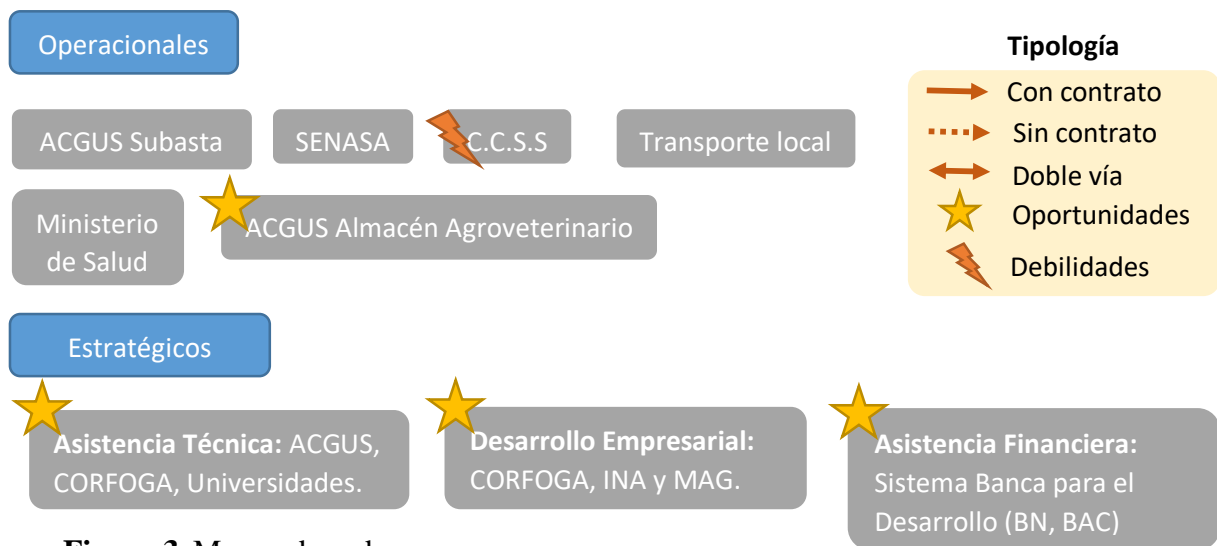 Operacionales
Tipología
Con contrato
Sin contrato
Doble vía
Oportunidades
Debilidades
ACGUS Subasta
SENASA
C.C.S.S
Transporte local
Ministerio
de Salud
ACGUS Almacén Agroveterinario
Estratégicos
Asistencia Técnica: ACGUS,
CORFOGA, Universidades.
Desarrollo Empresarial:
CORFOGA, INA y MAG.
Asistencia Financiera:
Sistema Banca para el
Desarrollo (BN, BAC)